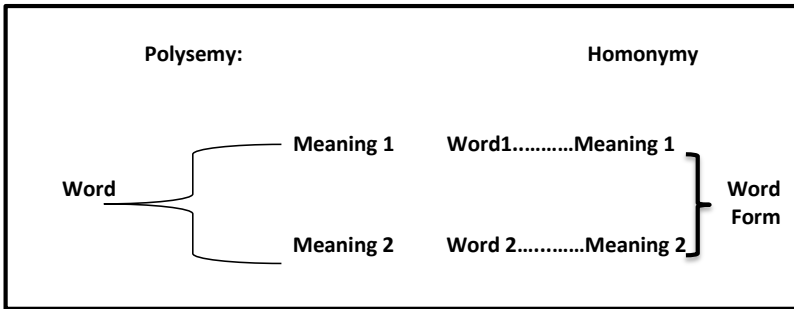 Polysemy: Homonymy
Meaning 1 Word1...………Meaning 1
Word Word
Form
Meaning 2 Word 2…...……Meaning 2